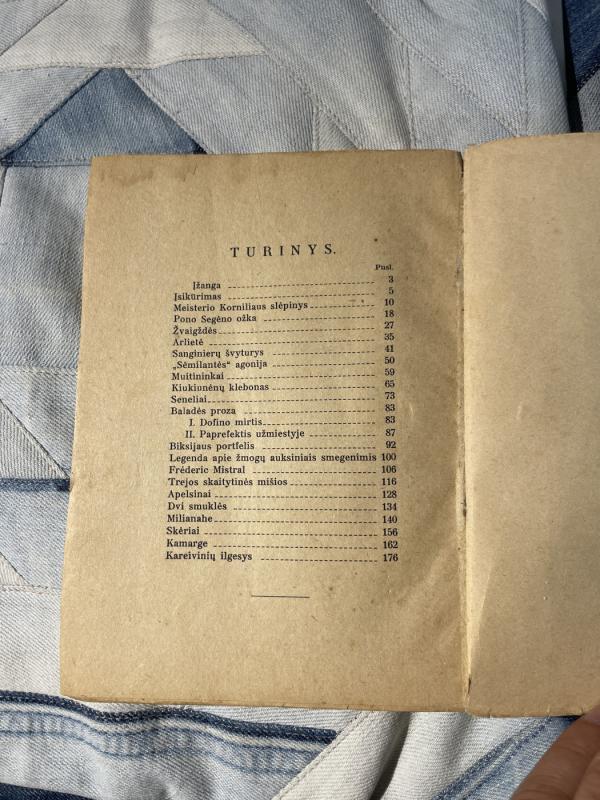 TURINYS.
Pusl.
Įžanga 3
Įsikūrimas 5
Meisterio Korniliaus slėpinys 10
Pono Segėno ožka 18
Žvaigždės 27
Arlietė 35
Sanginierų švyturys 41
„Sėmilantės“ agonija 50
Muitininkai 59
Kiukiunėnų klebonas 65
Seneliai 73
Baladės proza 83
I. Dofino mirtis 83
II. Paprefektis užmiestyje 87
Biksijaus portfelis 92
Legenda apie žmogų auksiniais smegenimis 100
Fréderic Mistral 106
Trejos skaitytinės mišios 116
Apelsinai 128
Dvi smuklės 134
Milianahe 140
Skėriai 156
Kamarge 162
Kareivinių ilgesys 176